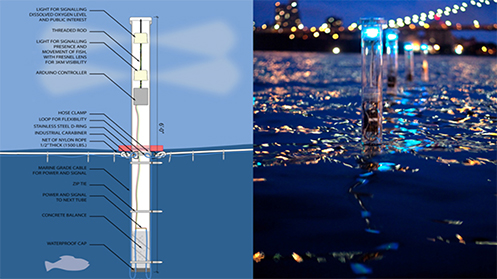 LIGHT FOR SIGNALLING
DISSOLVED OXYGEN LEVEL
AND PUBLIC INTEREST
THREADED ROD
LIGHT FOR SIGNALLING
PRESENCE AND
MOVEMENT OF FISH,
WITH FRESNEL LENS
FOR 3KM VISIBILITY
ARDUINO CONTROLLER
HOSE CLAMP
LOOP FOR FLEXIBILITY
STAINLESS STEEL D-RING
INDUSTRIAL CARABINER
NET OF NYLON ROPE
1/2" THICK (1500 LBS.)
MARINE GRADE CABLE
FOR POWER AND SIGNAL
ZIP TIE
POWER AND SIGNAL
TO NEXT TUBE
CONCRETE BALANCE
WATERPROOF CAP